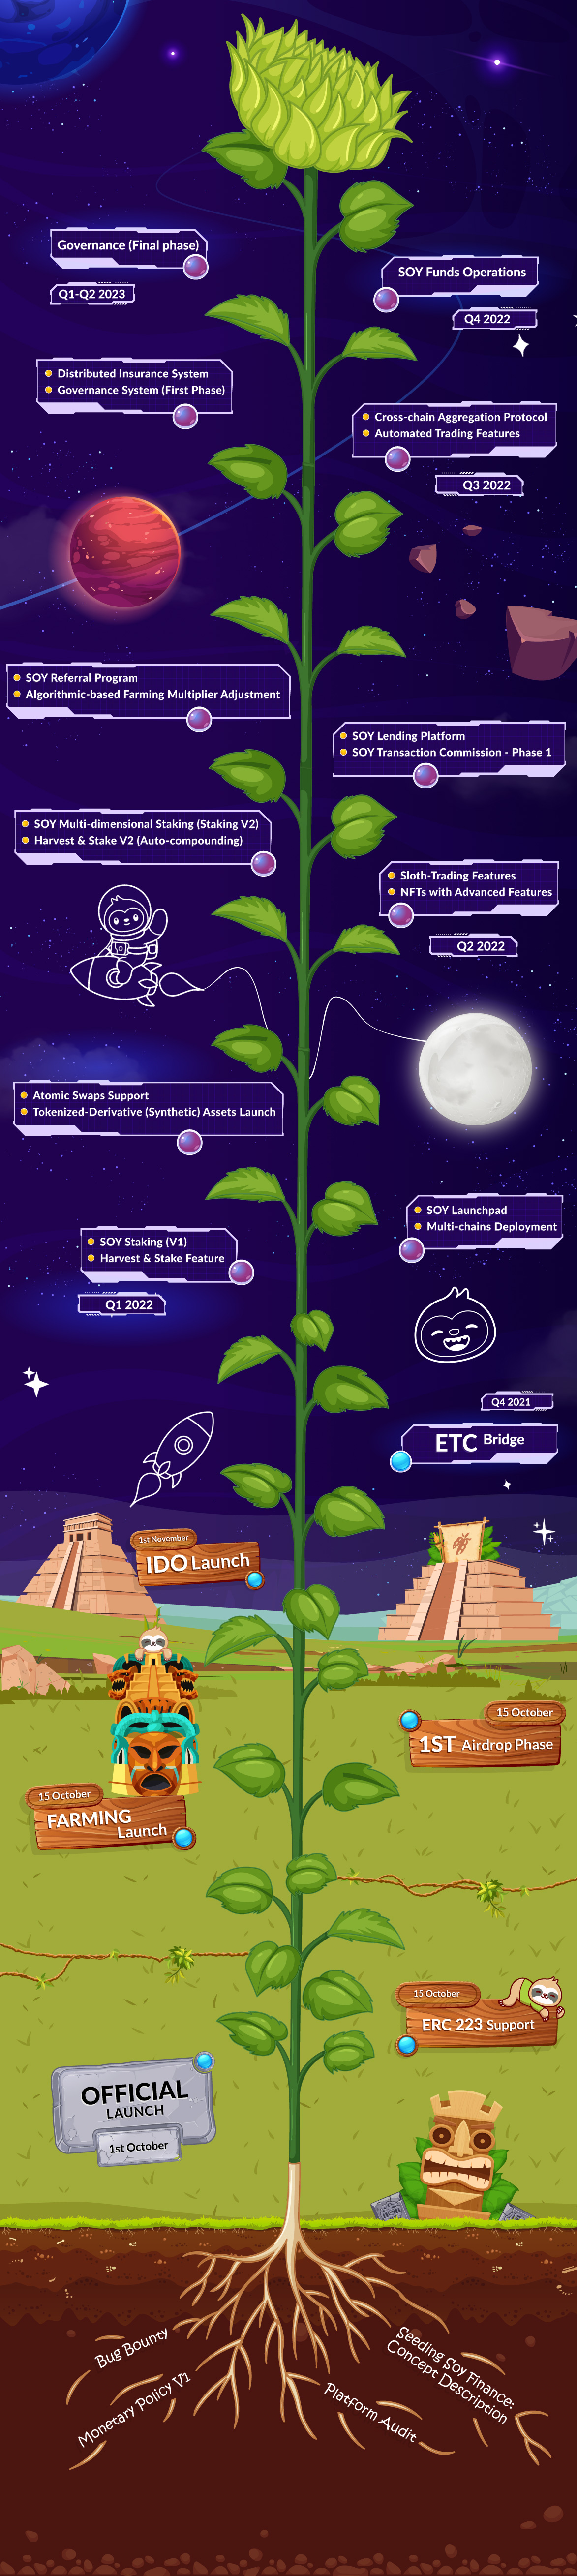 Governance (Final phase)
Q1-Q2 2023
SOY Funds Operations
Q4 2022
Distributed Insurance System
Governance System (First Phase)
Cross-chain Aggregation Protocol
Automated Trading Features
Q3 2022
SOY Referral Program
Algorithmic-based Farming Multiplier Adjustment
SOY Lending Platform
SOY Transaction Commission - Phase 1
SOY Multi-dimensional Staking (Staking V2)
Harvest & Stake V2 (Auto-compounding)
Sloth-Trading Features
NFTs with Advanced Features
Q2 2022
Atomic Swaps Support
Tokenized-Derivative (Synthetic) Assets Launch
SOY Launchpad
Multi-chains Deployment
SOY Staking (V1)
Harvest & Stake Feature
Q1 2022
Q4 2021
ETC Bridge
1st November
IDO Launch
15 October
1ST Airdrop Phase
15 October
FARMING
Launch
15 October
ERC 223 Support
OFFICIAL
LAUNCH
1st October
Bug Bounty
Monetary Policy V1
Platform Audit
Seeding Soy Finance:
Concept Description